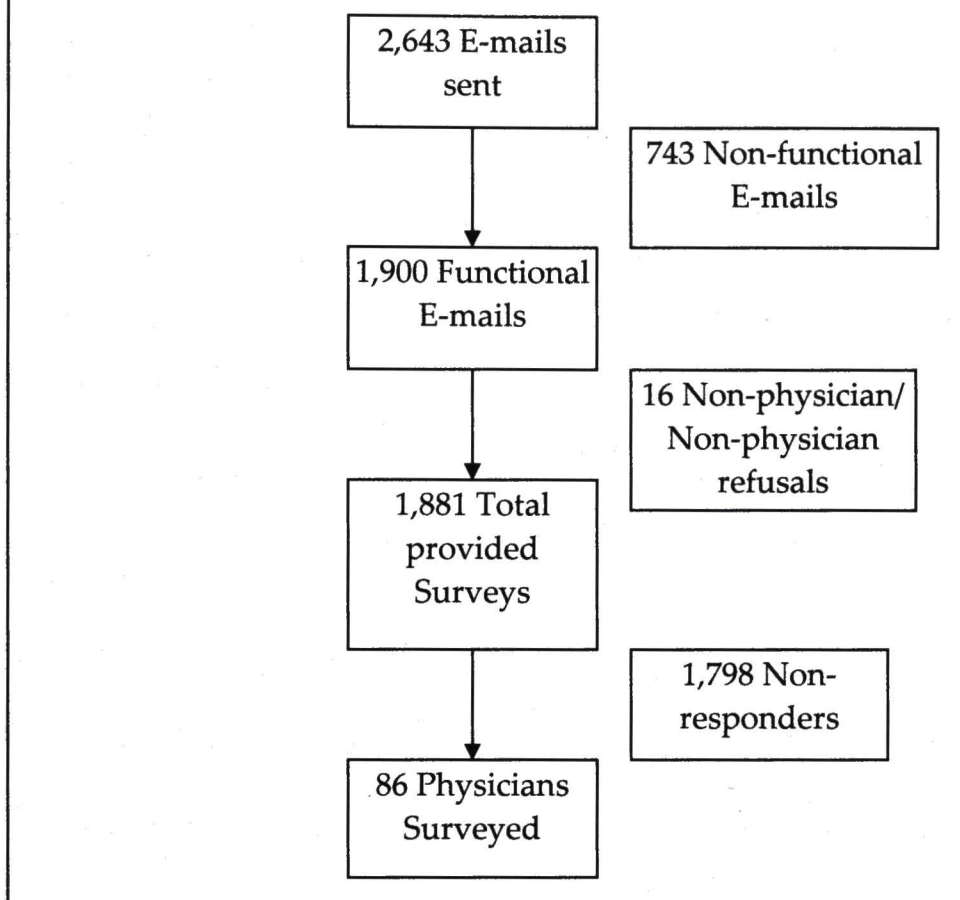 2,643 E-mails
sent
743 Non-functional
E-mails
1,900 Functional
E-mails
16 Non-physician/
Non-physician
refusals
1,881 Total
provided
Surveys
1,798 Non-
responders
86 Physicians
Surveyed